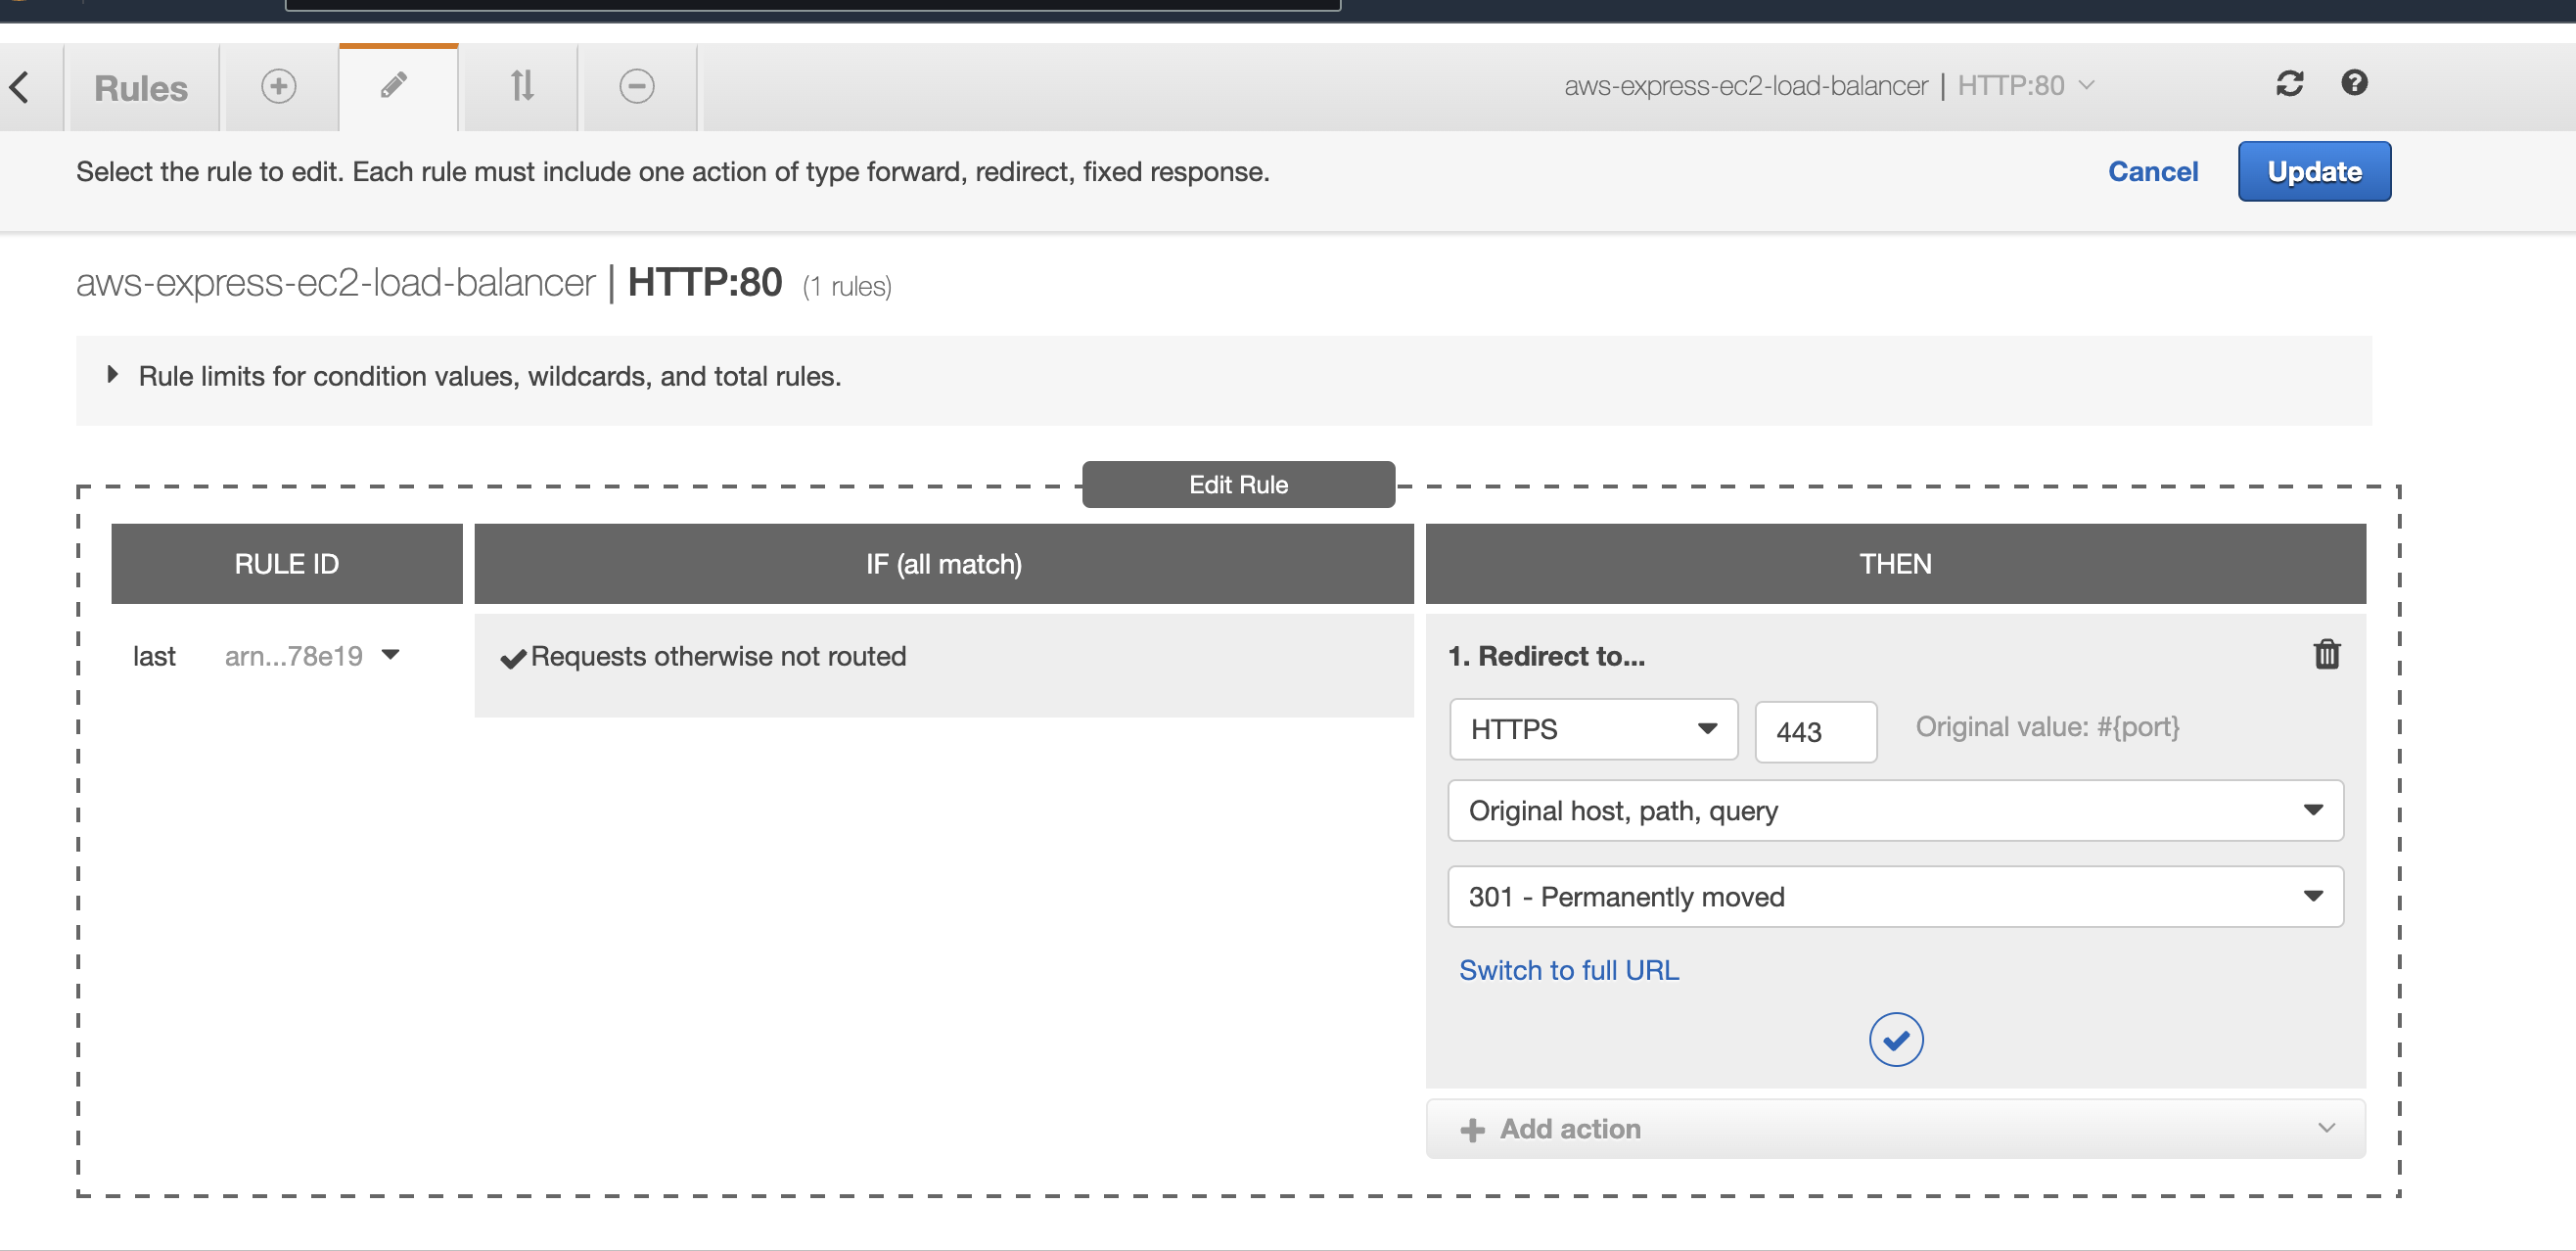 Rules
aws-express-ec2-load-balancer | HTTP:80
Select the rule to edit. Each rule must include one action of type forward, redirect, fixed response.
Cancel
Update
aws-express-ec2-load-balancer | HTTP:80 (1 rules)
Rule limits for condition values, wildcards, and total rules.
Edit Rule
RULE ID
IF (all match)
THEN
last arn...78e19
Requests otherwise not routed
1. Redirect to...
HTTPS
443
Original value: #{port}
Original host, path, query
301 - Permanently moved
Switch to full URL
Add action